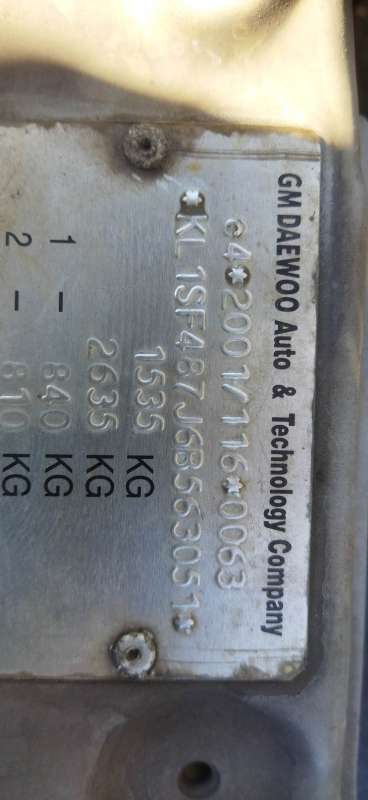 GM DAEWOO Auto & Technology Company
e4*2001/116*0063
*KL1SF487J6B563051*
1535 KG
2635 KG
1 – 840 KG
2 – 810 KG